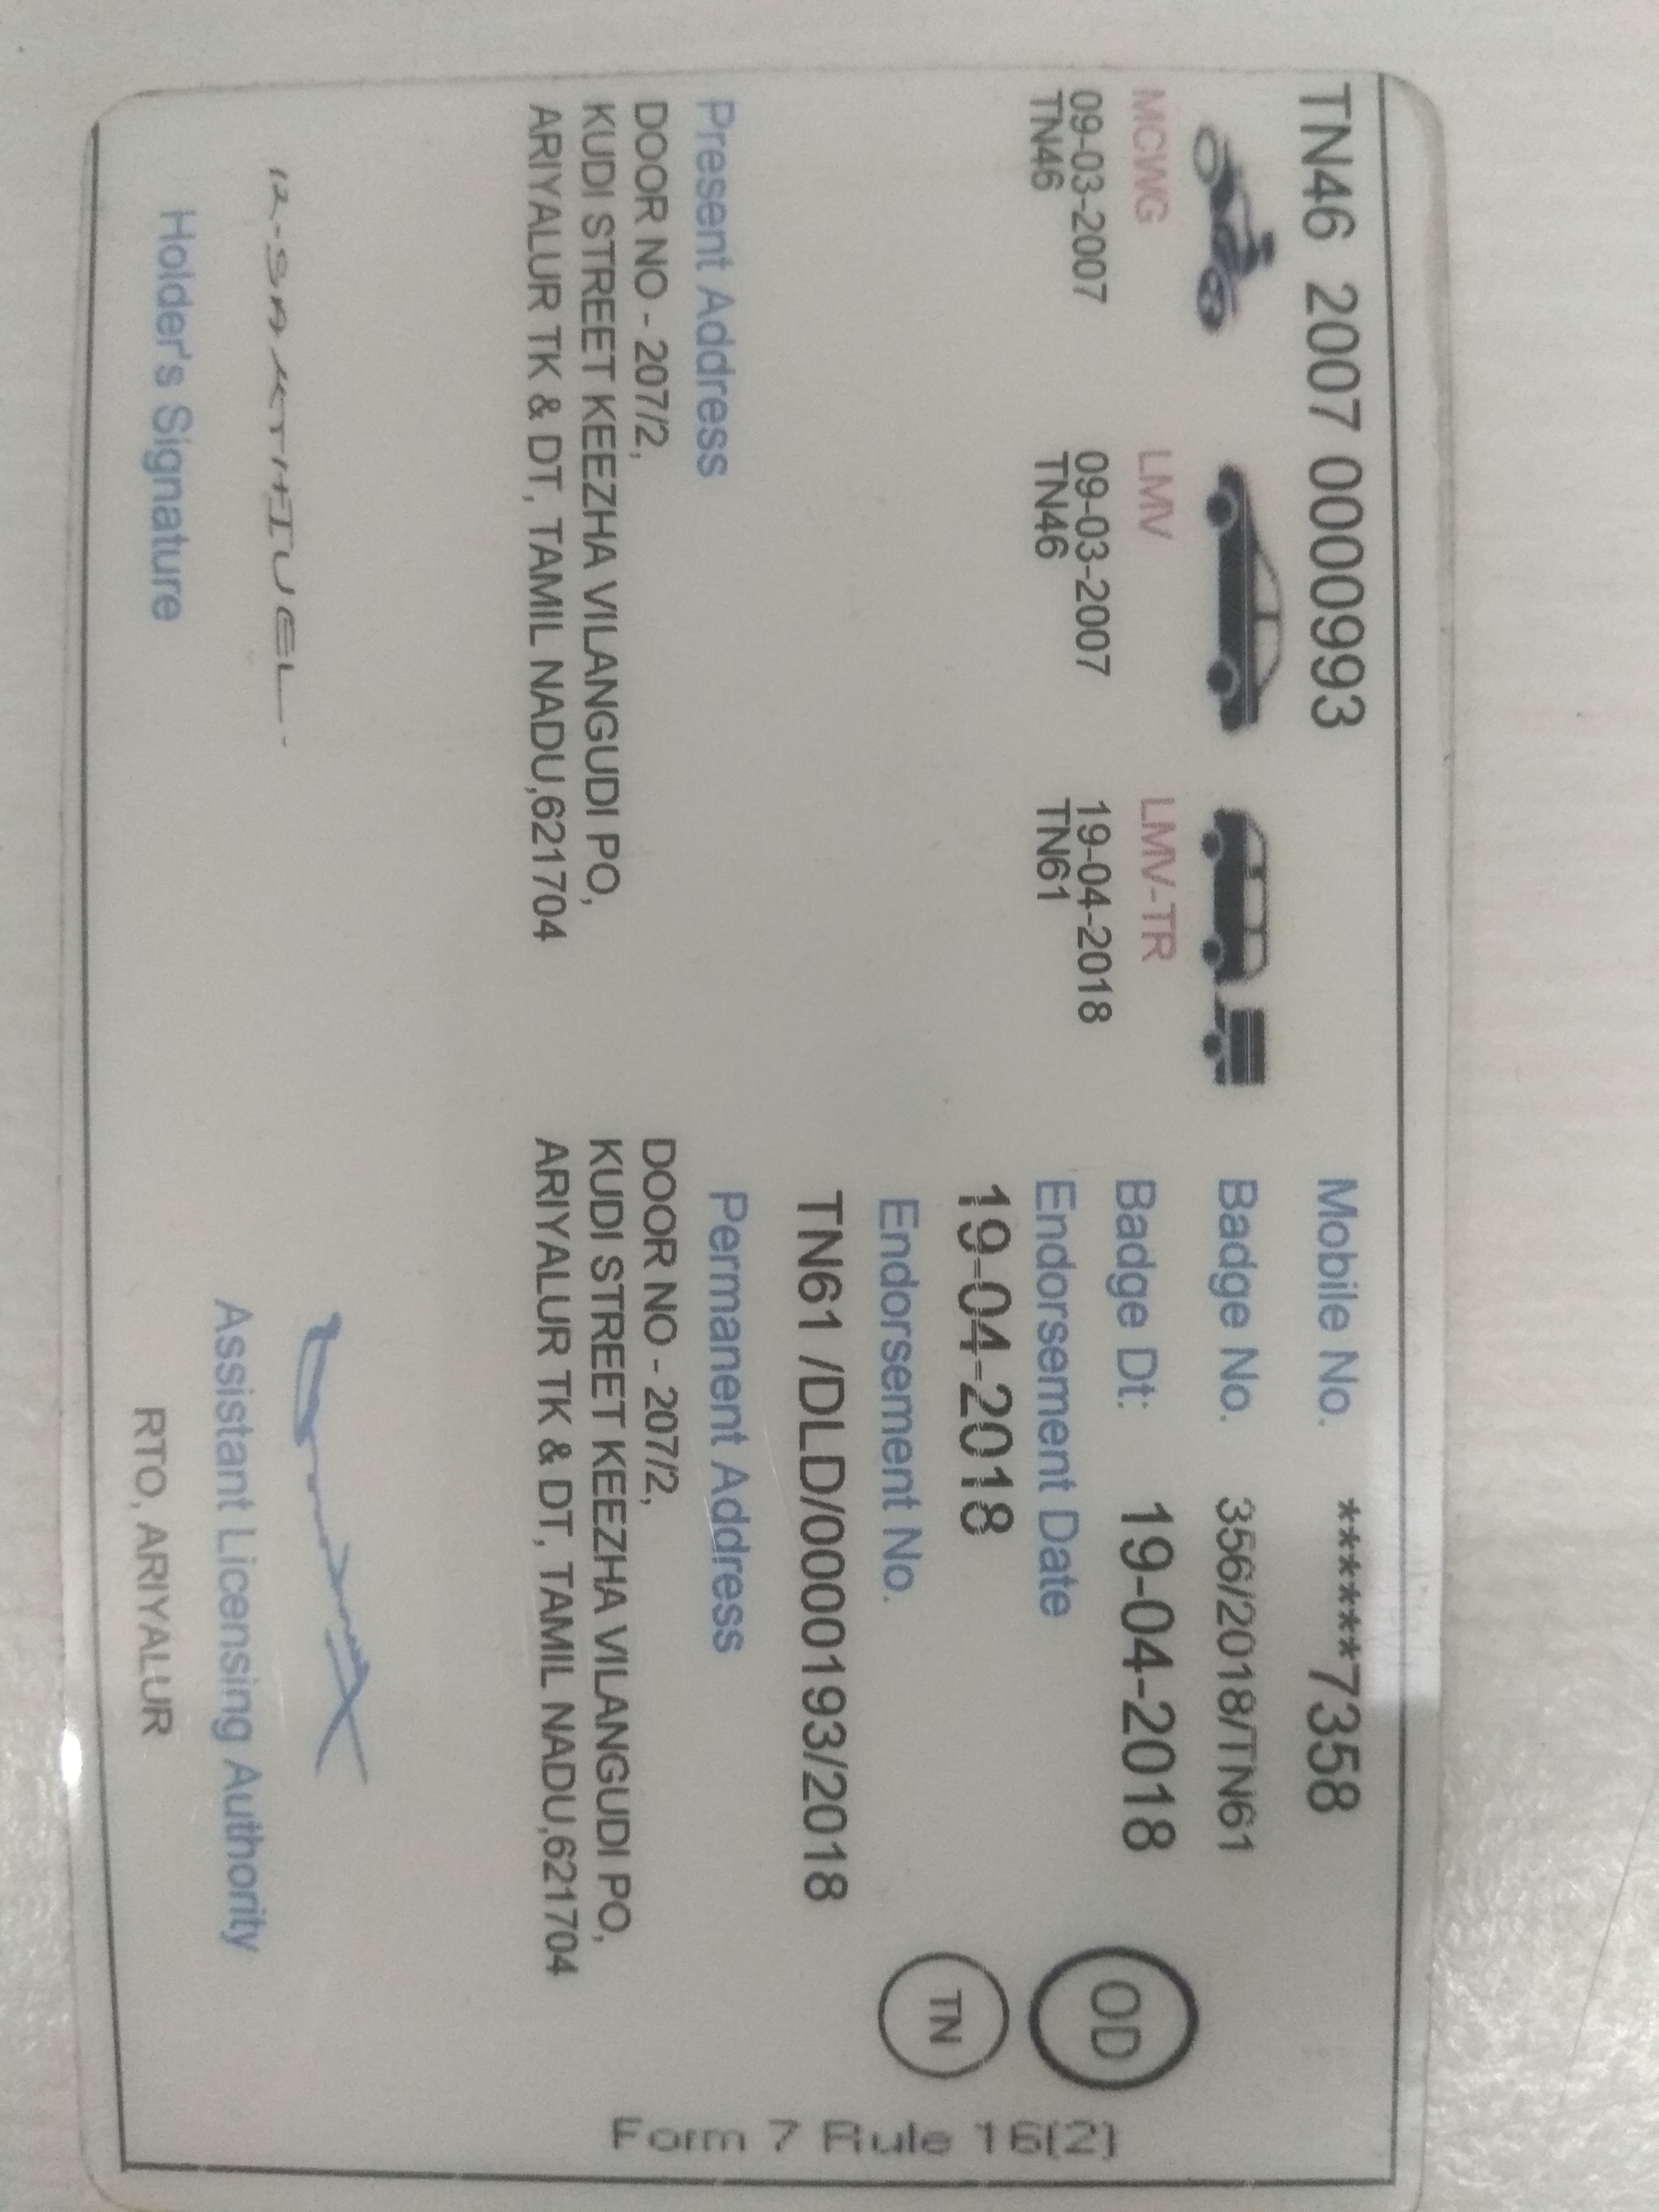 TN46 2007 0000993
MCWG
09-03-2007
TN46
LMV
09-03-2007
TN46
LMV-TR
19-04-2018
TN61
Mobile No. ******7358
Badge No. 356/2018/TN61
Badge Dt: 19-04-2018
Endorsement Date
19-04-2018
Endorsement No.
TN61 /DLD/0000193/2018
OD
TN
Present Address
DOOR NO - 207/2,
KUDI STREET KEEZHA VILANGUDI PO,
ARIYALUR TK & DT, TAMIL NADU,621704
Permanent Address
DOOR NO - 207/2,
KUDI STREET KEEZHA VILANGUDI PO,
ARIYALUR TK & DT, TAMIL NADU,621704
Holder's Signature
Assistant Licensing Authority
RTO, ARIYALUR
Form 7 Rule 16(2)